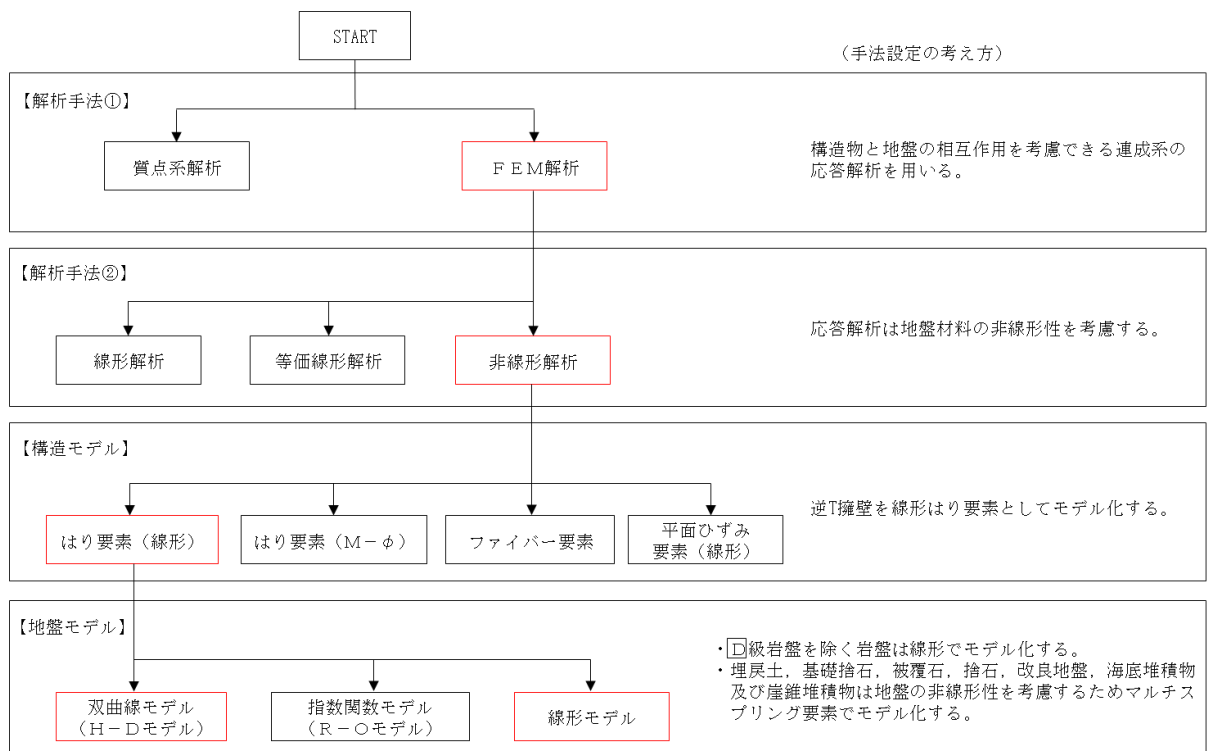 START
(手法設定の考え方)
【解析手法①】
質点系解析
FEM解析
構造物と地盤の相互作用を考慮できる連成系の
応答解析を用いる。
【解析手法②】
線形解析
等価線形解析
非線形解析
応答解析は地盤材料の非線形性を考慮する。
【構造モデル】
はり要素(線形)
はり要素(M-φ)
ファイバー要素
平面ひずみ
要素(線形)
逆T擁壁を線形はり要素としてモデル化する。
【地盤モデル】
双曲線モデル
(H-Dモデル)
指数関数モデル
(R-Oモデル)
線形モデル
・D級岩盤を除く岩盤は線形でモデル化する。
・埋戻土,基礎捨石,被覆石,捨石,改良地盤,海底堆積物
及び崖錐堆積物は地盤の非線形性を考慮するためマルチス
プリング要素でモデル化する。